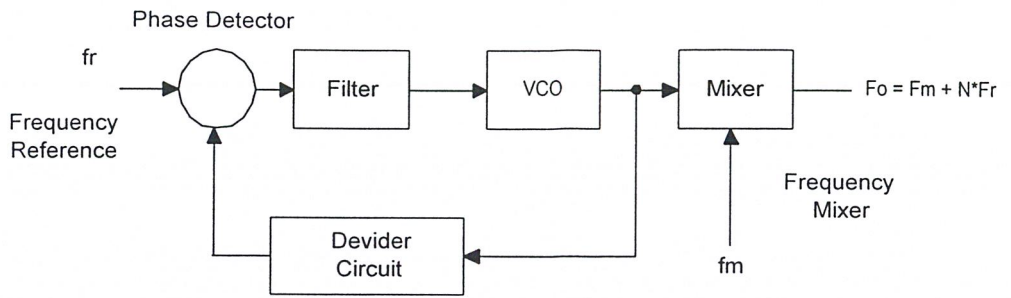 Phase Detector
fr
Filter
VCO
Mixer
Fo = Fm + N*Fr
Frequency
Reference
Frequency
Mixer
Devider
Circuit
fm